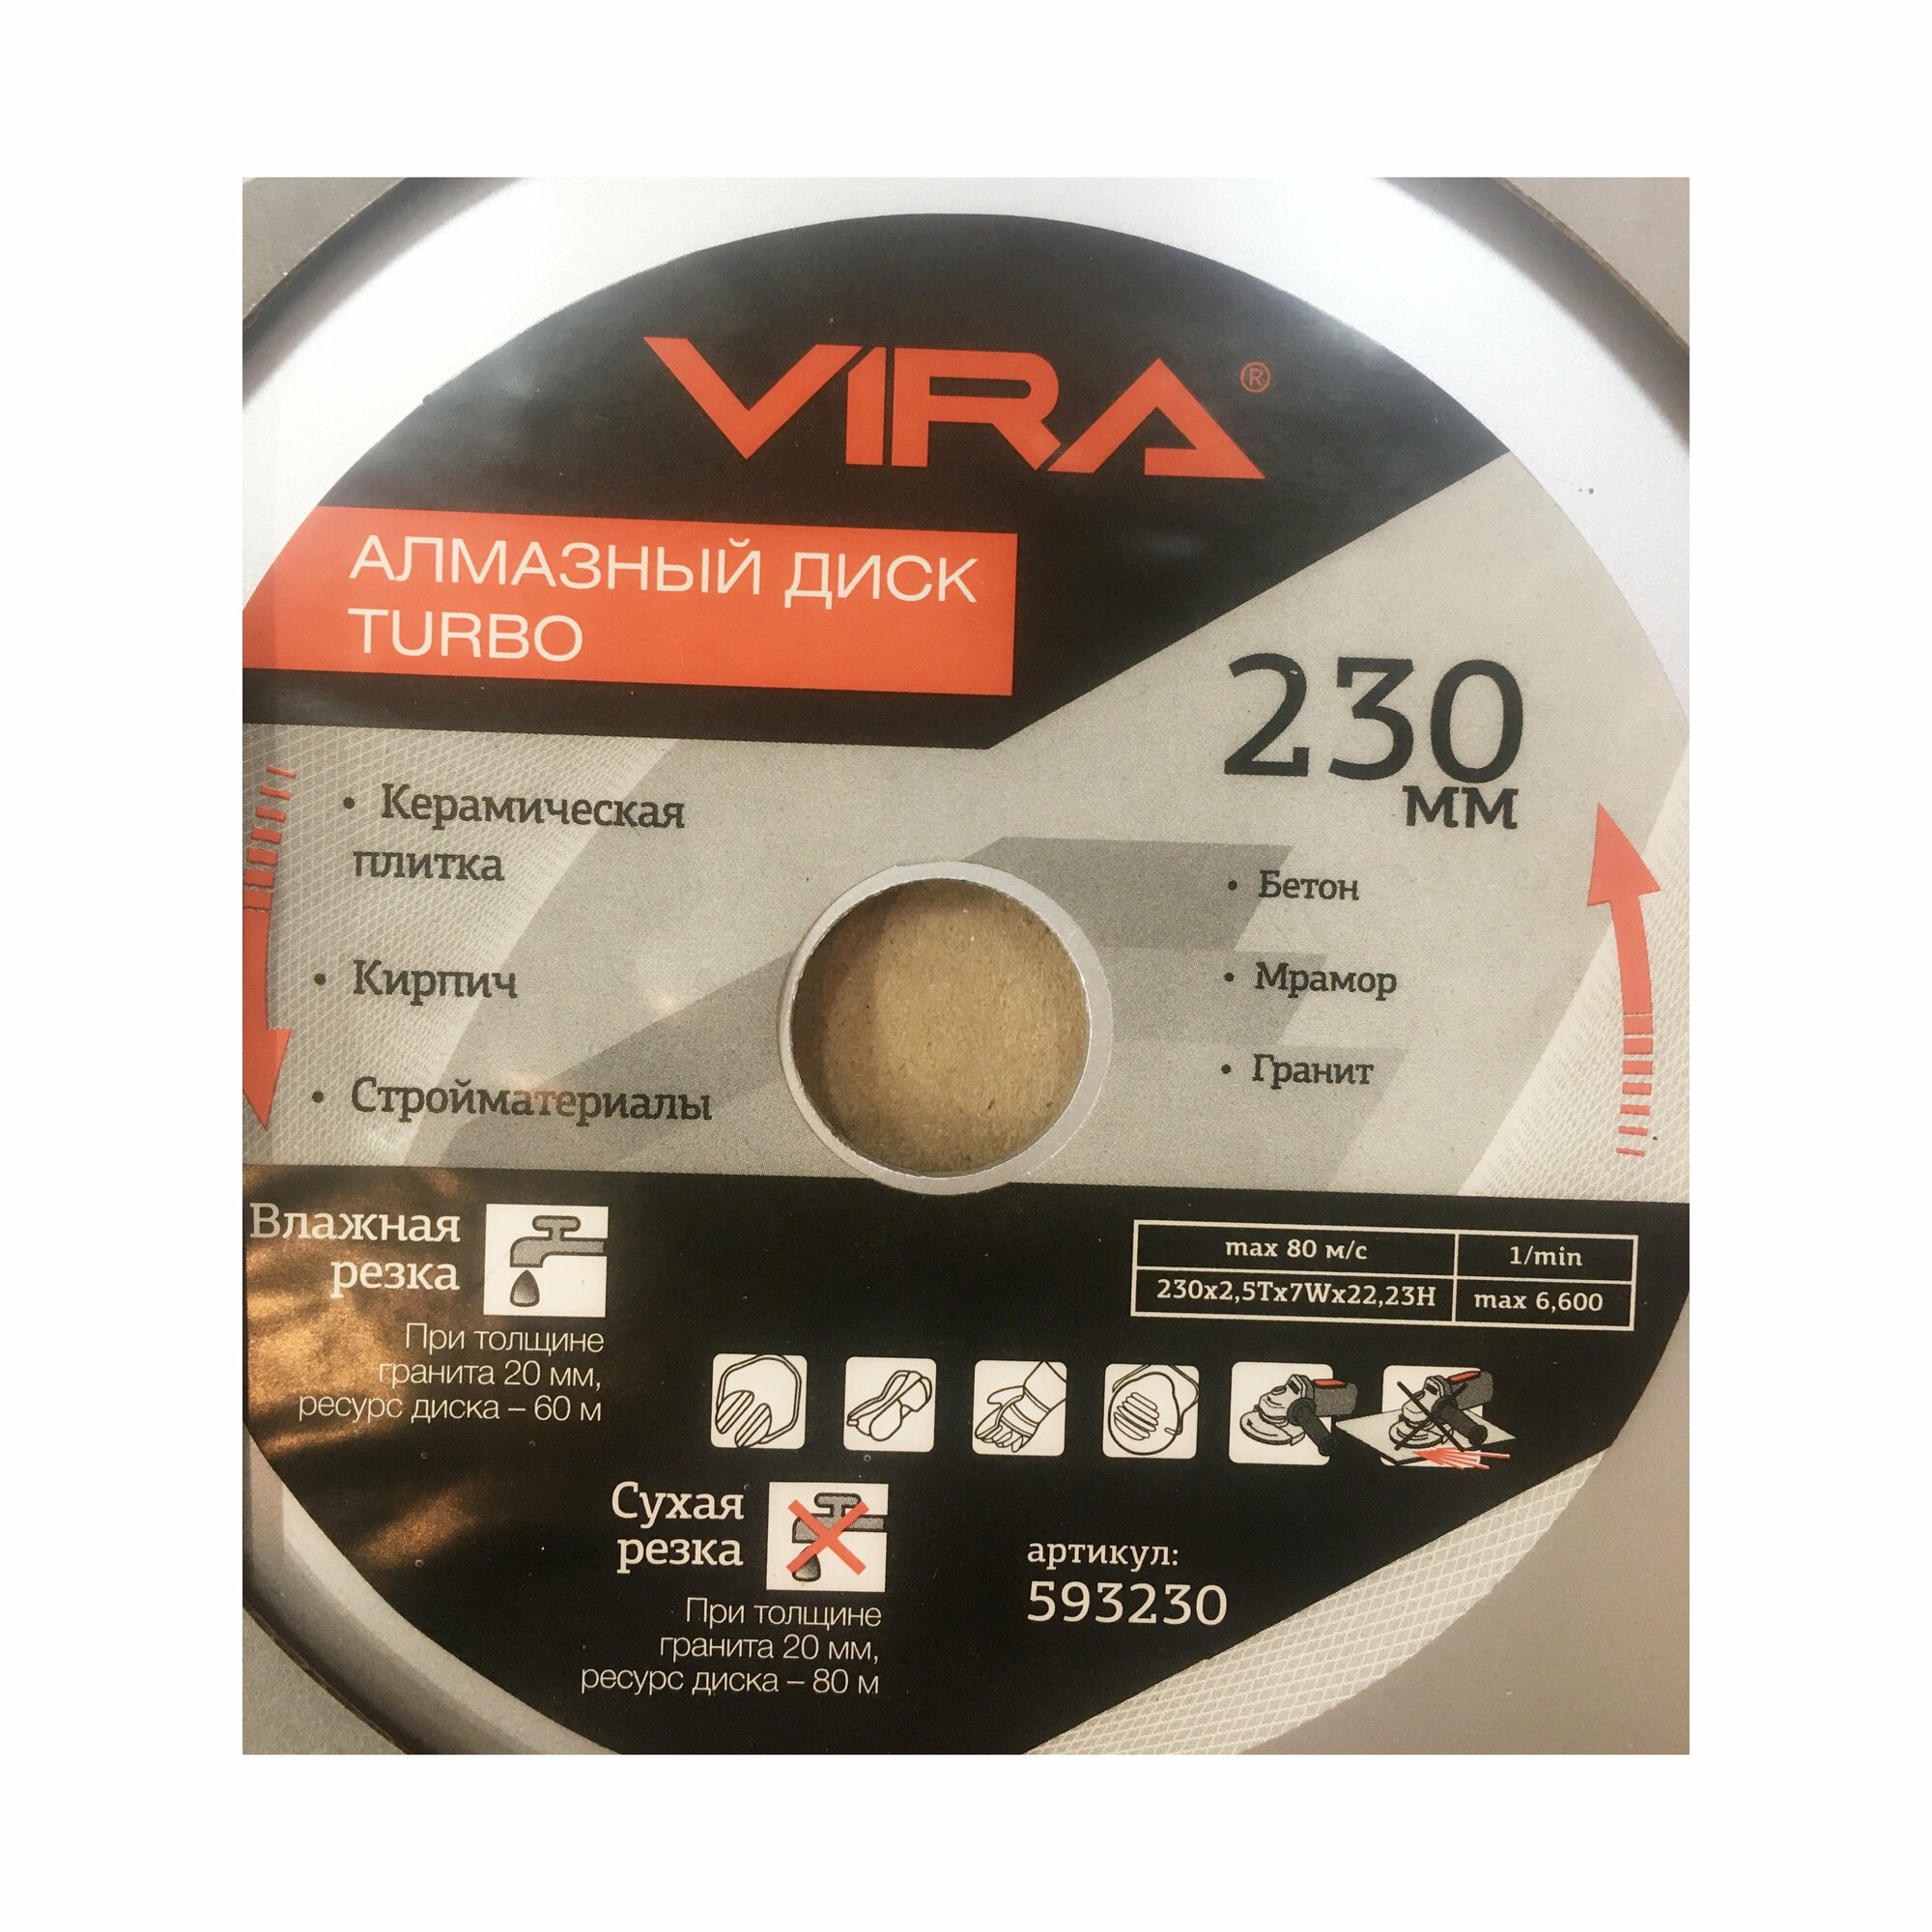 VIRA®
АЛМАЗНЫЙ ДИСК
TURBO
230
мм
• Керамическая
плитка
• Кирпич
• Стройматериалы
• Бетон
• Мрамор
• Гранит
Влажная
резка
При толщине
гранита 20 мм,
ресурс диска – 60 м
max 80 м/с
1/min
230x2,5Tx7Wx22,23H
max 6,600
Сухая
резка
При толщине
гранита 20 мм,
ресурс диска – 80 м
артикул:
593230